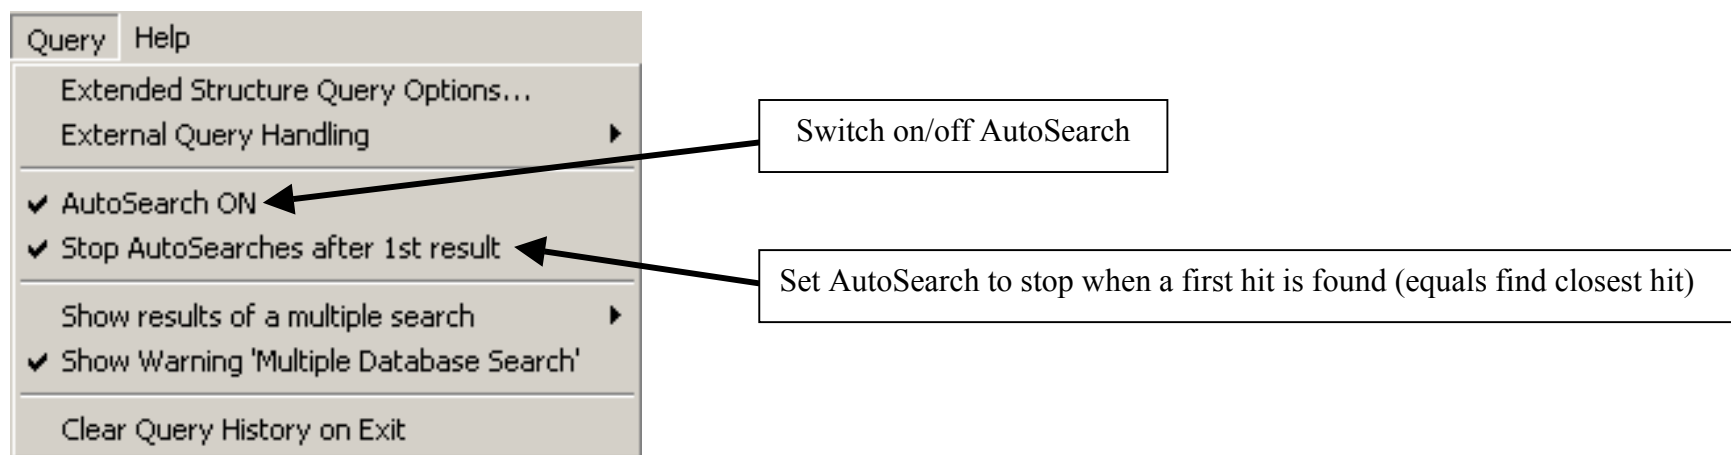 Query Help
Extended Structure Query Options...
External Query Handling
Switch on/off AutoSearch
AutoSearch ON
Stop AutoSearches after 1st result
Set AutoSearch to stop when a first hit is found (equals find closest hit)
Show results of a multiple search
Show Warning 'Multiple Database Search'
Clear Query History on Exit